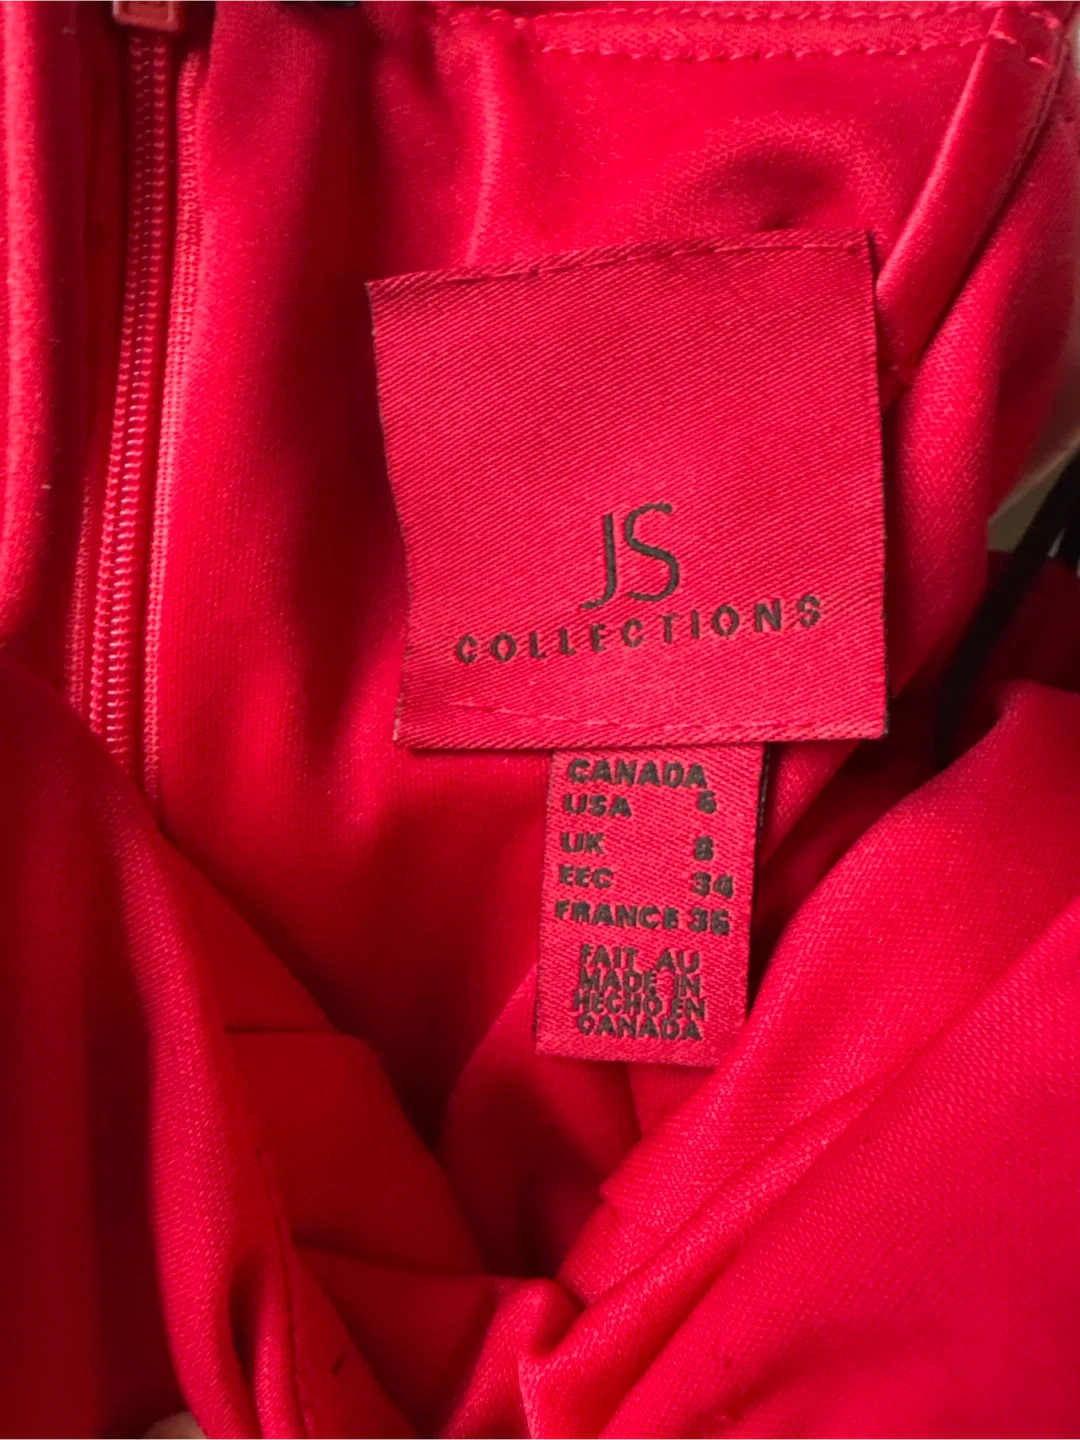 JS
COLLECTIONS
CANADA
USA 6
UK 8
EEC 34
FRANCE 36
FAIT AU
MADE IN
HECHO EN
CANADA